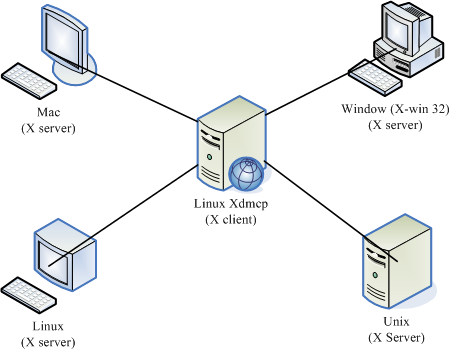 Mac
(X server)
Window (X-win 32)
(X server)
Linux Xdmcp
(X client)
Linux
(X server)
Unix
(X Server)